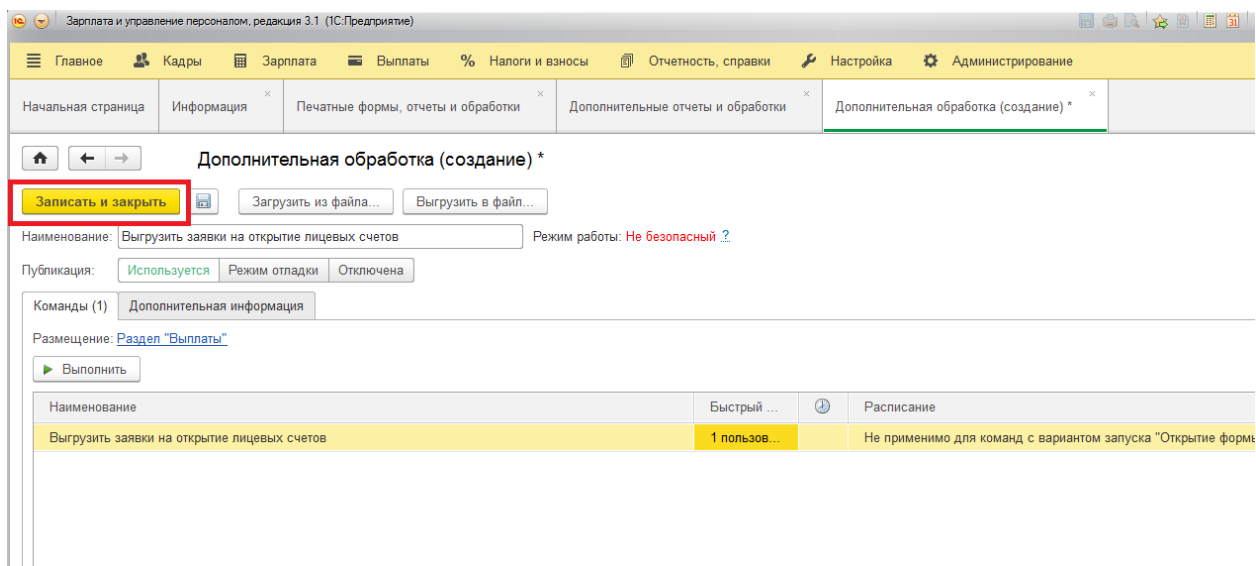 Зарплата и управление персоналом, редакция 3.1 (1С:Предприятие)
Главное Кадры Зарплата Выплаты % Налоги и взносы Отчетность, справки Настройка Администрирование
Начальная страница Информация Печатные формы, отчеты и обработки Дополнительные отчеты и обработки Дополнительная обработка (создание) *
Дополнительная обработка (создание) *
Записать и закрыть Загрузить из файла... Выгрузить в файл...
Наименование: Выгрузить заявки на открытие лицевых счетов Режим работы: Не безопасный ?
Публикация: Используется Режим отладки Отключена
Команды (1) Дополнительная информация
Размещение: Раздел "Выплаты"
Выполнить
Наименование Быстрый ... Расписание
Выгрузить заявки на открытие лицевых счетов 1 пользов... Не применимо для команд с вариантом запуска "Открытие формы